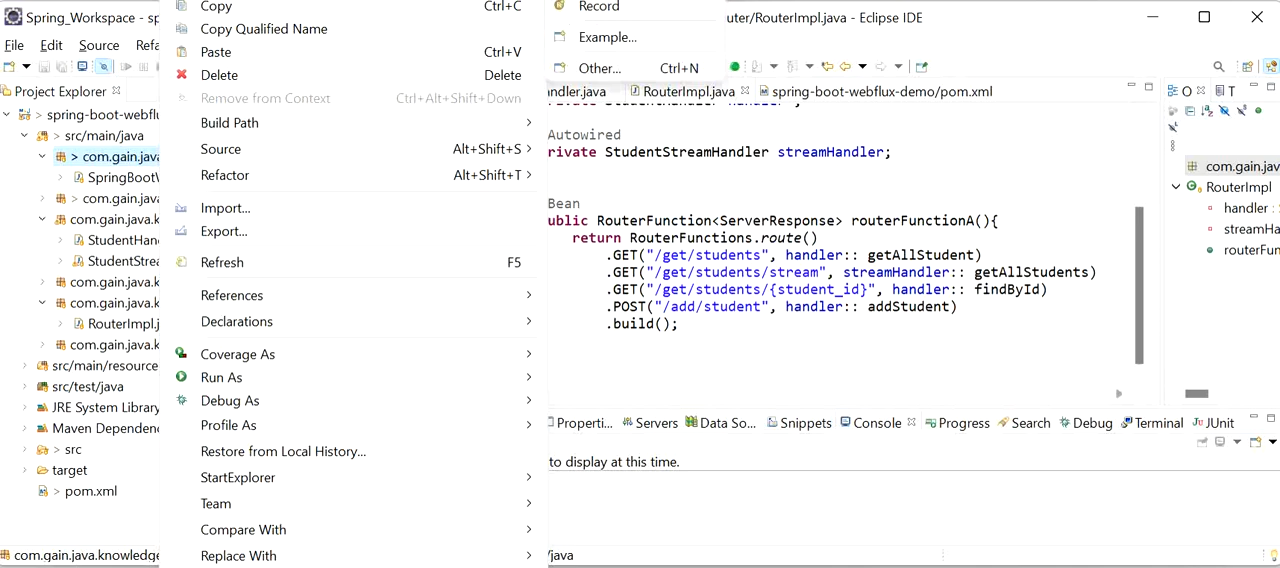 Spring_Workspace - sp
uter/RouterImpl.java - Eclipse IDE
File Edit Source Refa
Project Explorer
spring-boot-webflu
> src/main/java
> com.gain.java
SpringBootW
> com.gain.java
com.gain.java.k
StudentHan
StudentStrea
com.gain.java.k
com.gain.java.k
RouterImpl.j
com.gain.java.k
src/main/resource
src/test/java
JRE System Library
Maven Dependenc
> src
target
> pom.xml
com.gain.java.knowledge
Copy Ctrl+C
Copy Qualified Name
Paste Ctrl+V
Delete Delete
Remove from Context Ctrl+Alt+Shift+Down
Build Path
Source Alt+Shift+S
Refactor Alt+Shift+T
Import...
Export...
Refresh F5
References
Declarations
Coverage As
Run As
Debug As
Profile As
Restore from Local History...
StartExplorer
Team
Compare With
Replace With
Record
Example...
Other... Ctrl+N
ndler.java RouterImpl.java spring-boot-webflux-demo/pom.xml
Autowired
rivate StudentStreamHandler streamHandler;
Bean
ublic RouterFunction<ServerResponse> routerFunctionA(){
return RouterFunctions.route()
.GET("/get/students", handler:: getAllStudent)
.GET("/get/students/stream", streamHandler:: getAllStudents)
.GET("/get/students/{student_id}", handler:: findById)
.POST("/add/student", handler:: addStudent)
.build();
O T
com.gain.jav
RouterImpl
handler :
streamHa
routerFun
Properti... Servers Data So... Snippets Console Progress Search Debug Terminal JUnit
to display at this time.
/java